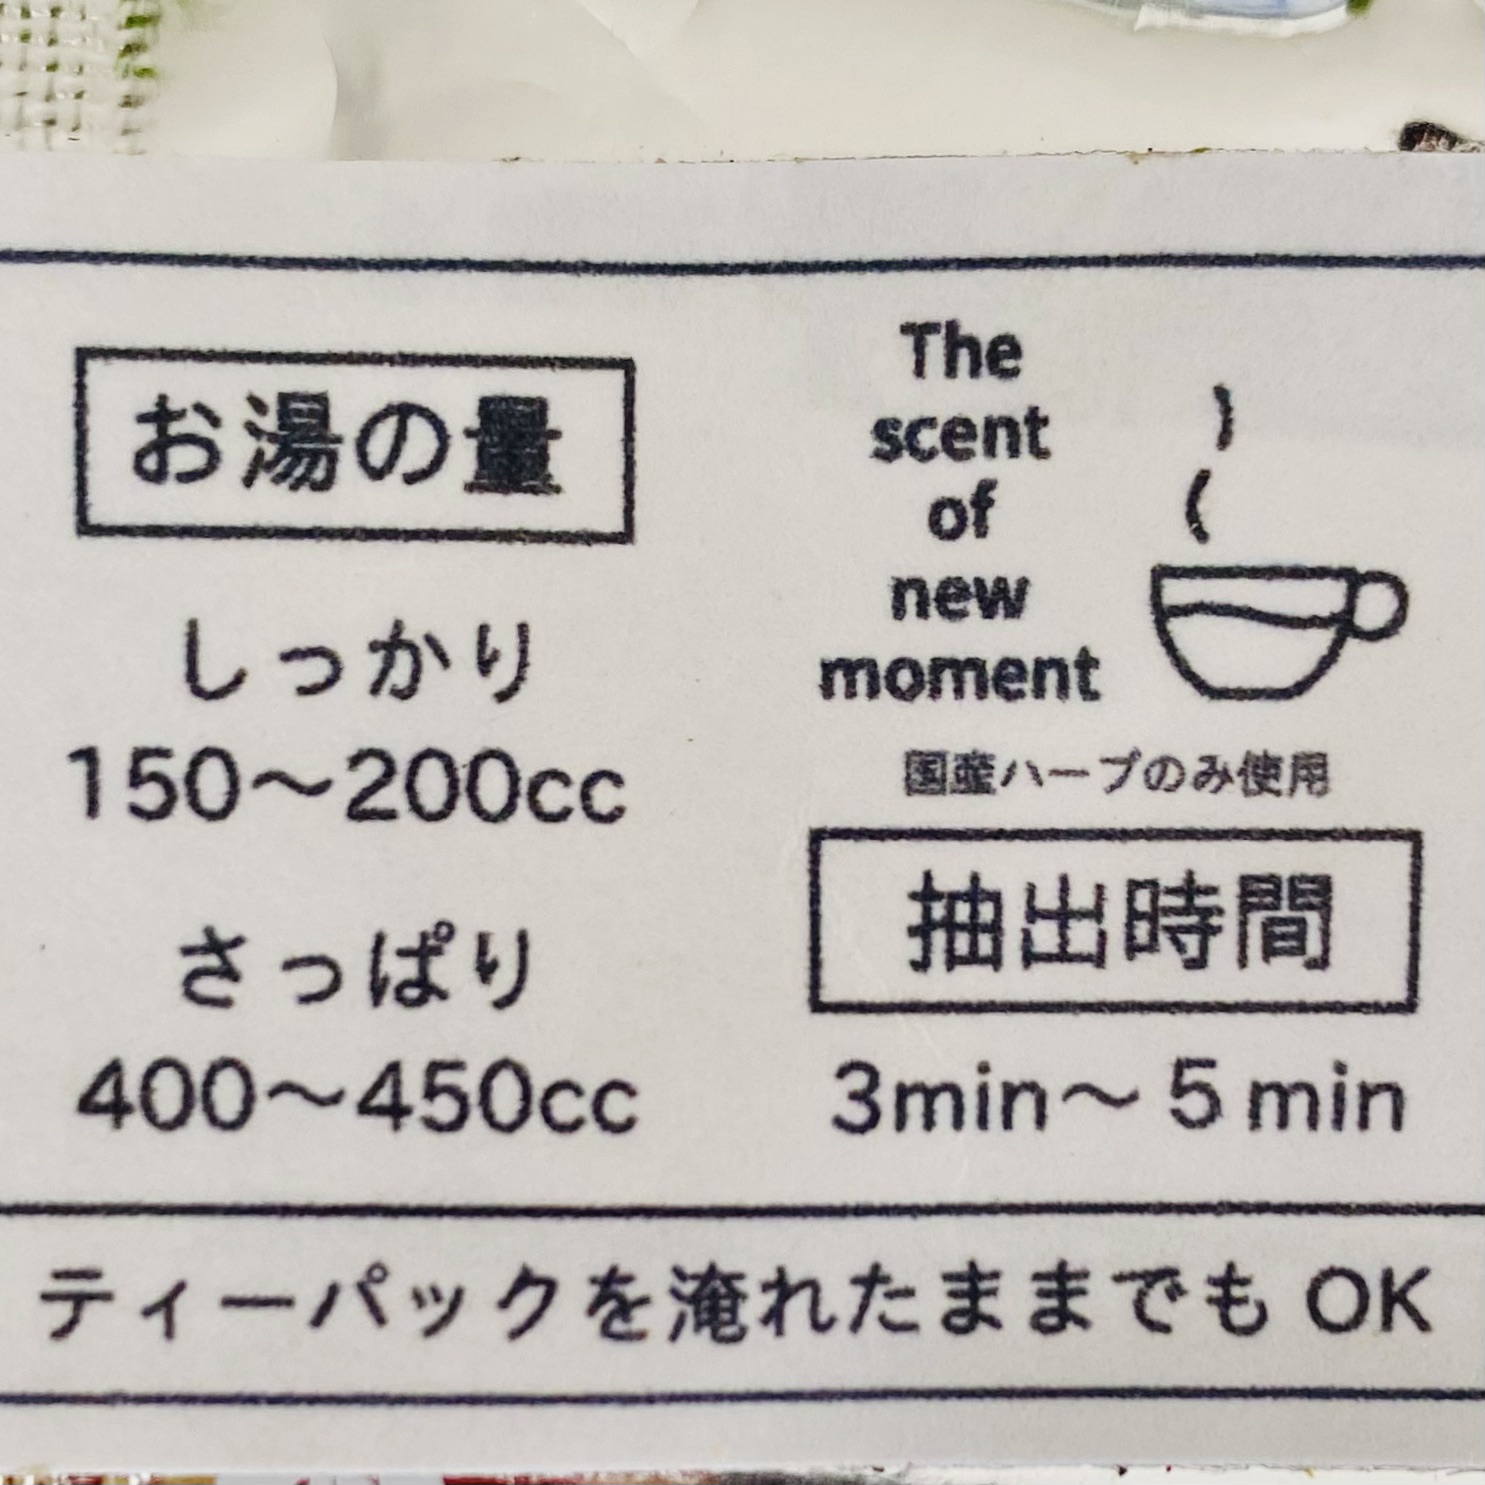 お湯の量
しっかり
150〜200cc
さっぱり
400〜450cc
The
scent
of
new
moment
国産ハーブのみ使用
抽出時間
3min〜5min
ティーパックを淹れたままでも OK